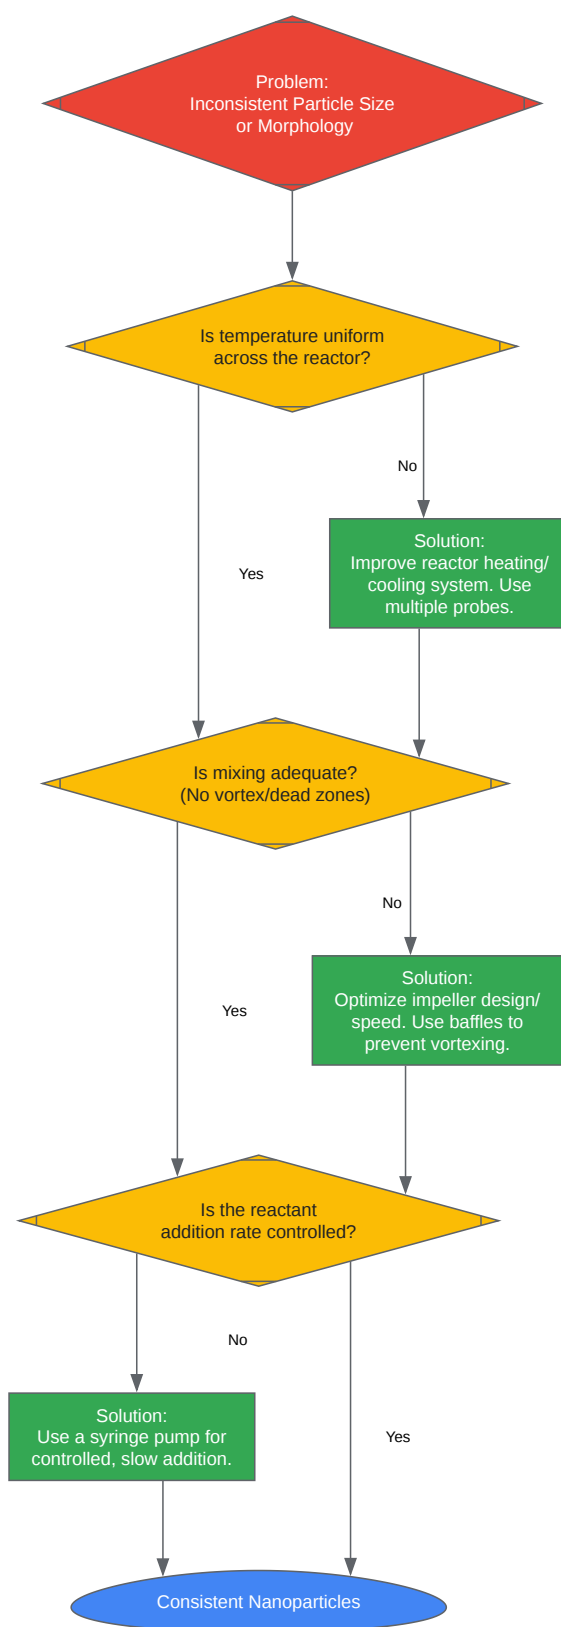 Problem:
Inconsistent Particle Size
or Morphology
Is temperature uniform
across the reactor?
No
Solution:
Improve reactor heating/
cooling system. Use
multiple probes.
Yes
Is mixing adequate?
(No vortex/dead zones)
No
Solution:
Optimize impeller design/
speed. Use baffles to
prevent vortexing.
Yes
Is the reactant
addition rate controlled?
No
Solution:
Use a syringe pump for
controlled, slow addition.
Yes
Consistent Nanoparticles